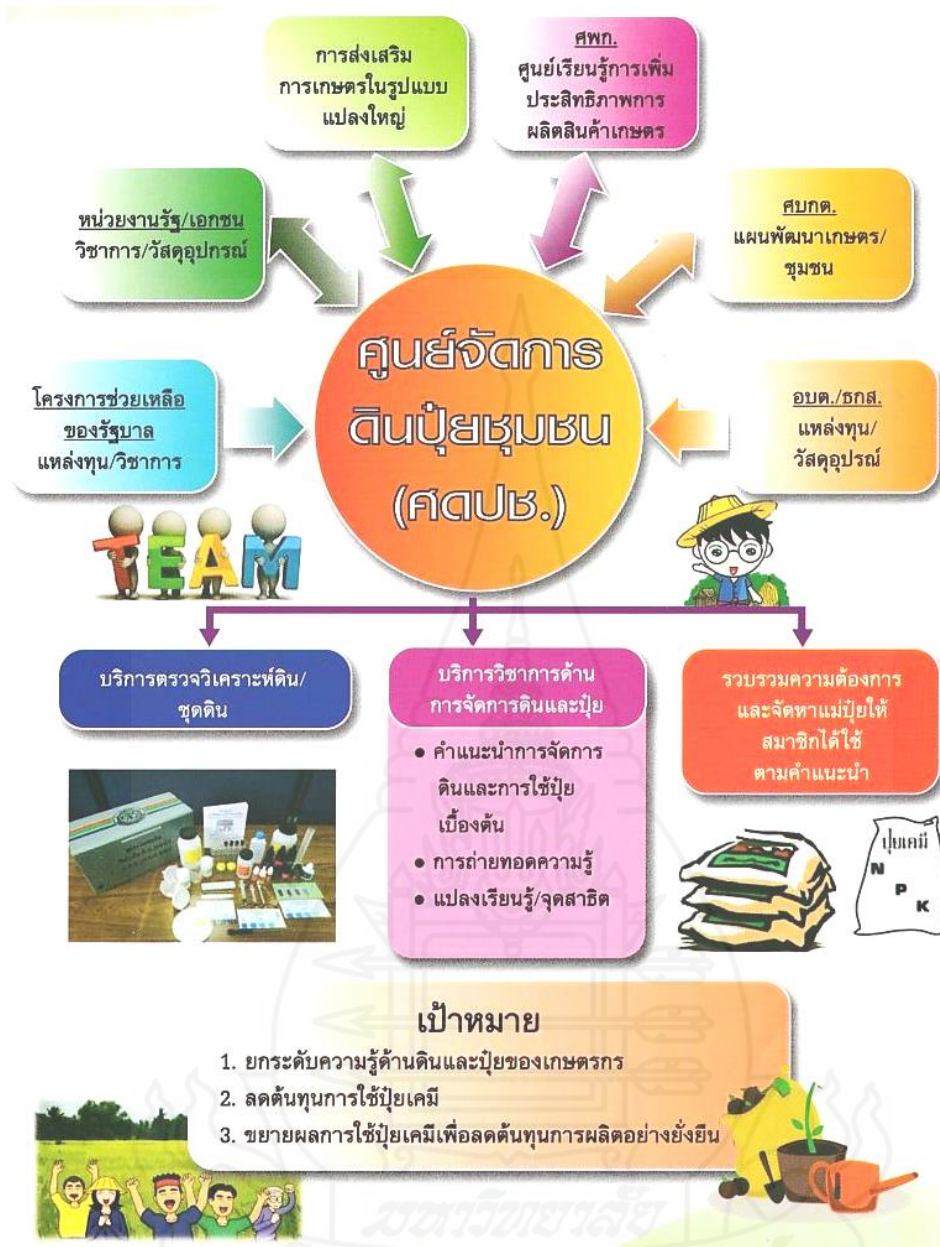 การส่งเสริม
การเกษตรในรูปแบบ
แปลงใหญ่
ศพก.
ศูนย์เรียนรู้การเพิ่ม
ประสิทธิภาพการ
ผลิตสินค้าเกษตร
หน่วยงานรัฐ/เอกชน
วิชาการ/วัสดุอุปกรณ์
ศบกต.
แผนพัฒนาเกษตร/
ชุมชน
ศูนย์จัดการ
ดินปุ๋ยชุมชน
(ศดปช.)
โครงการช่วยเหลือ
ของรัฐบาล
แหล่งทุน/วิชาการ
อบต./ธกส.
แหล่งทุน/
วัสดุอุปรณ์
TEAM
บริการตรวจวิเคราะห์ดิน/
ชุดดิน
บริการวิชาการด้าน
การจัดการดินและปุ๋ย
• คำแนะนำการจัดการ
ดินและการใช้ปุ๋ย
เบื้องต้น
• การถ่ายทอดความรู้
• แปลงเรียนรู้/จุดสาธิต
รวบรวมความต้องการ
และจัดหาแม่ปุ๋ยให้
สมาชิกได้ใช้
ตามคำแนะนำ
ปุ๋ยเคมี
N
P
K
เป้าหมาย
1. ยกระดับความรู้ด้านดินและปุ๋ยของเกษตรกร
2. ลดต้นทุนการใช้ปุ๋ยเคมี
3. ขยายผลการใช้ปุ๋ยเคมีเพื่อลดต้นทุนการผลิตอย่างยั่งยืน
มหาวิทยาลัย